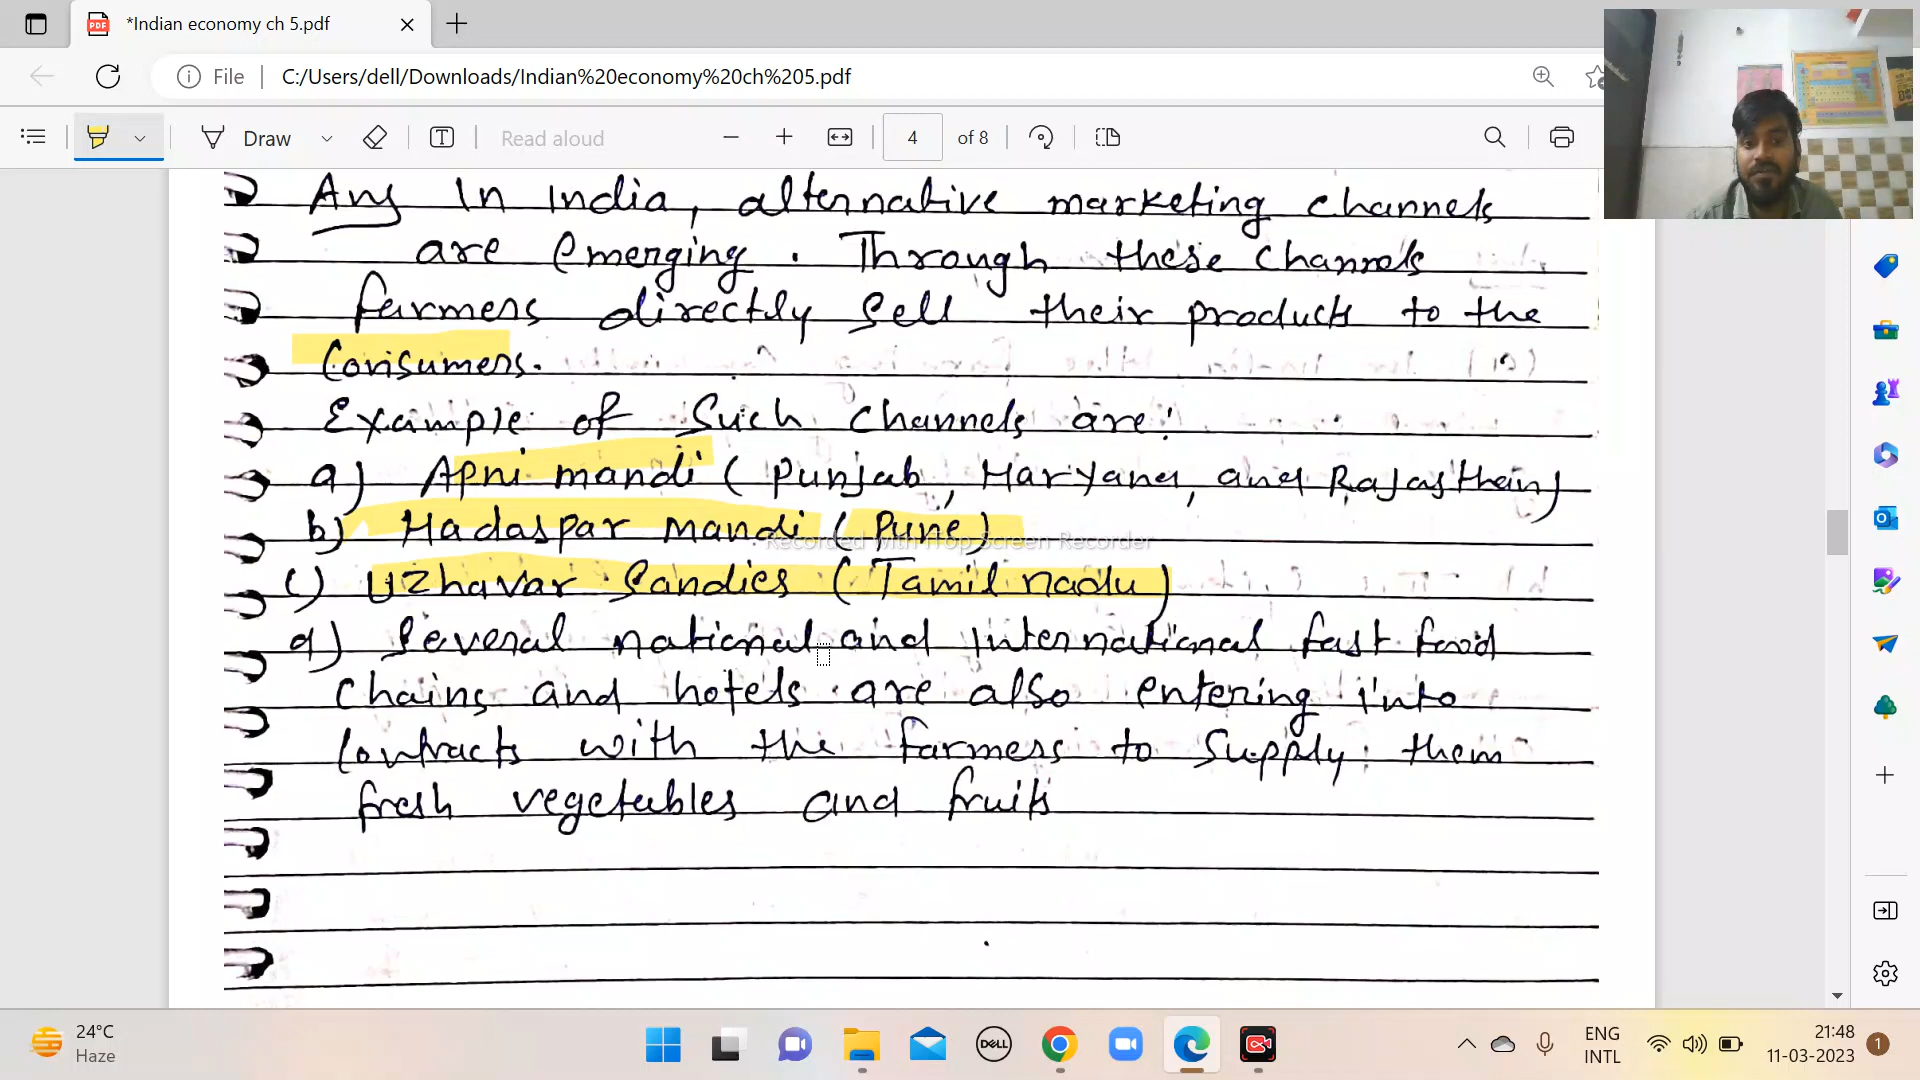 *Indian economy ch 5.pdf
File
C:/Users/dell/Downloads/Indian%20economy%20ch%205.pdf
Draw
Read aloud
4 of 8
Ans In India, alternative marketing channels
are emerging. Through these channels
farmers directly sell their products to the
Consumers.
Example of Such channels are:
a) Apni mandi (Punjab, Haryana, and Rajasthan)
b) Hadaspar Mandi (Pune)
Recorded with iTop Screen Recorder
c) Uzhavar Sandies (Tamil nadu)
d) Several national and International fast food
chains and hotels are also entering into
contracts with the farmers to supply them
fresh vegetables and fruits
24°C
Haze
DELL
ENG
INTL
21:48
11-03-2023
1